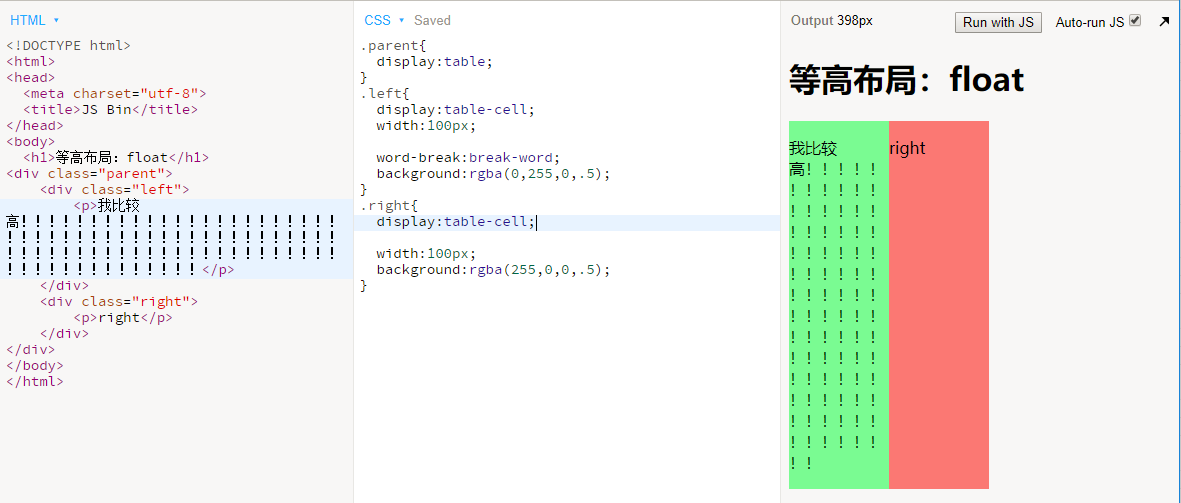 HTML ▾
<!DOCTYPE html>
<html>
<head>
<meta charset="utf-8">
<title>JS Bin</title>
</head>
<body>
<h1>等高布局：float</h1>
<div class="parent">
<div class="left">
<p>我比较
高！！！！！！！！！！！！！！！！！！！！！！！
！！！！！！！！！！！！！！！！！！！！！！！！
！！！！！！！！！！！！！！！！！！！！！！！！
！！！！！！！！！！！！！！</p>
</div>
<div class="right">
<p>right</p>
</div>
</div>
</body>
</html>
CSS ▾ Saved
.parent{
display:table;
}
.left{
display:table-cell;
width:100px;
word-break:break-word;
background:rgba(0,255,0,.5);
}
.right{
display:table-cell;
width:100px;
background:rgba(255,0,0,.5);
}
Output 398px
Run with JS
Auto-run JS
等高布局：float
我比较
高！！！！！
！！！！！！
！！！！！！
！！！！！！
！！！！！！
！！！！！！
！！！！！！
！！！！！！
！！！！！！
！！！！！！
！！！！！！
！！！！！！
！！！！！！
！！！！！！
！！
right